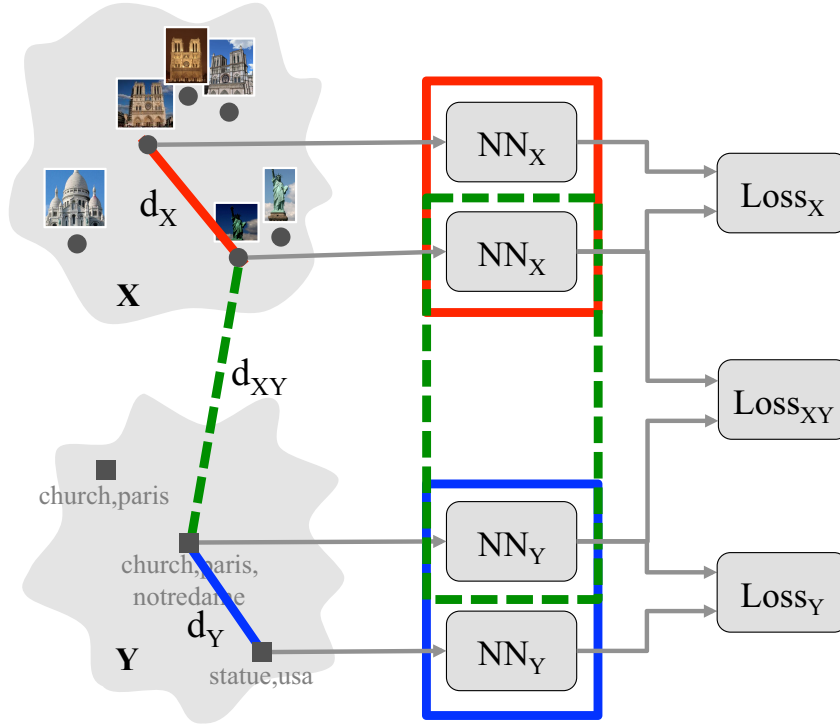 NN_X
Loss_X
d_X
NN_X
X
d_XY
Loss_XY
church,paris
NN_Y
church,paris,
notredame
Loss_Y
d_Y
NN_Y
Y
statue,usa